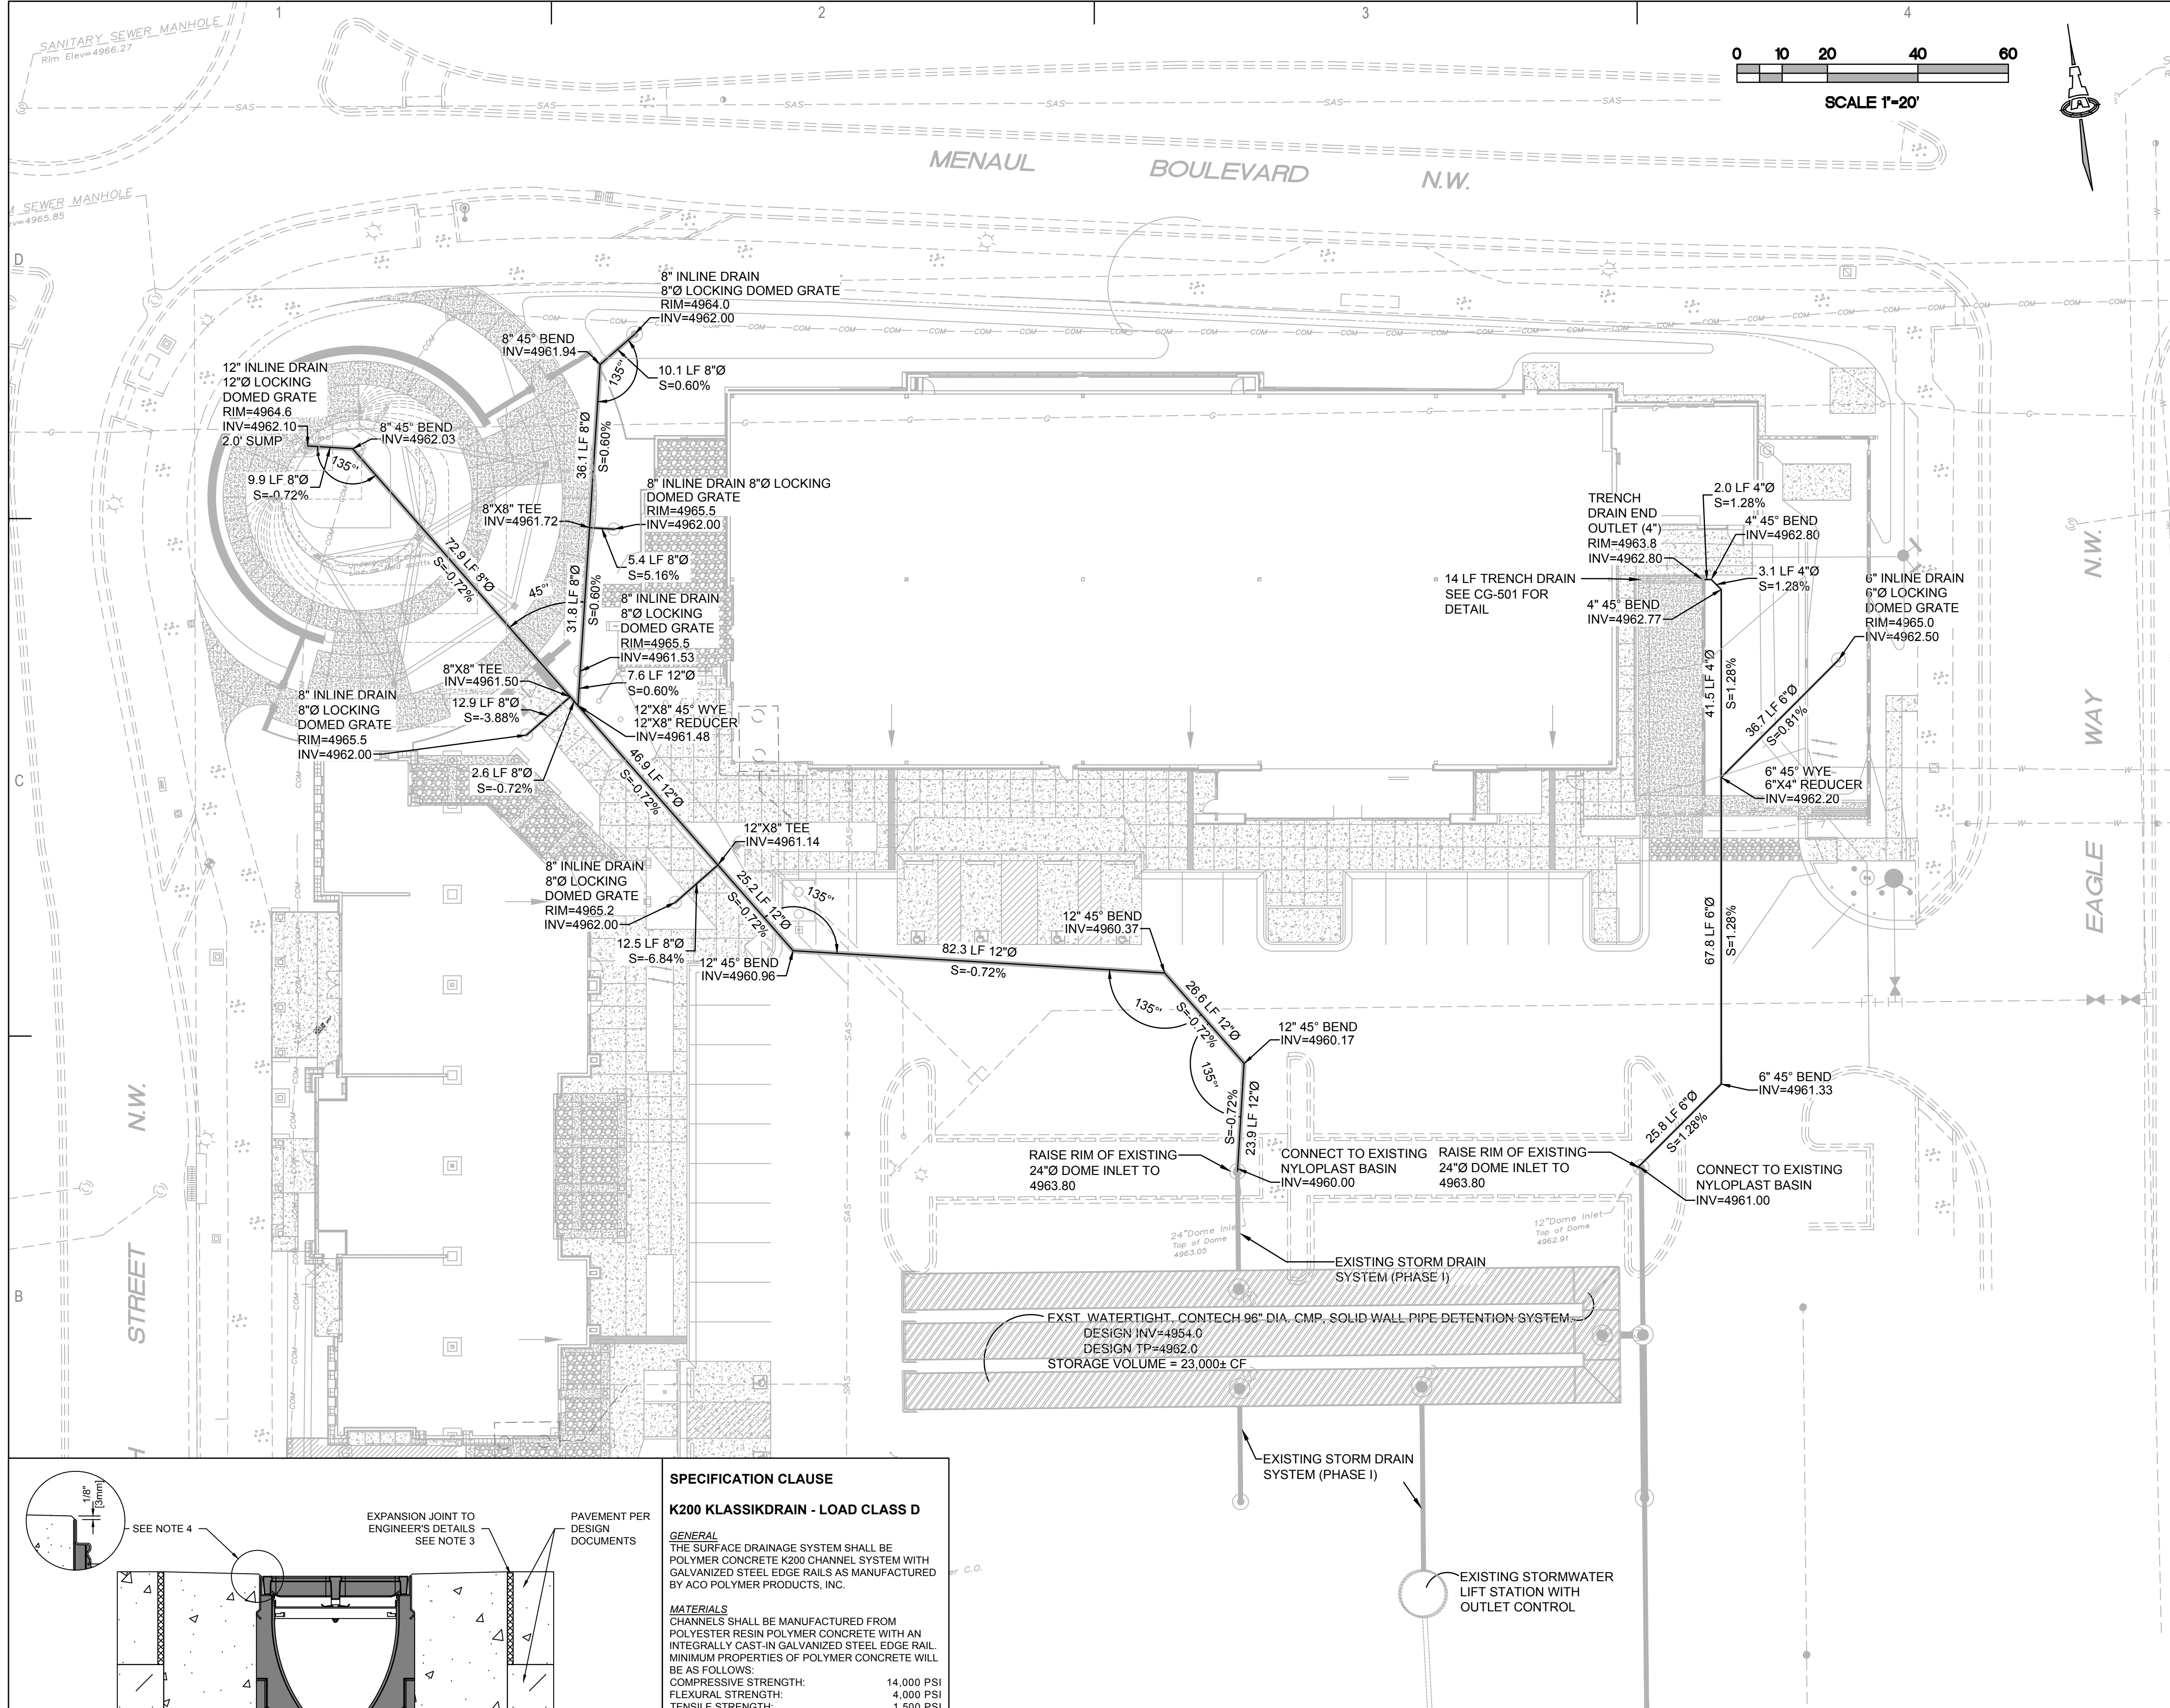 1
2
3
4
SANITARY SEWER MANHOLE
Rim Elev=4966.27
0 10 20 40 60
SCALE 1"=20'
SAS
SAS
SAS
SAS
SAS
MENAUL BOULEVARD N.W.
SEWER MANHOLE
v=4965.85
D
8" INLINE DRAIN
8"Ø LOCKING DOMED GRATE
RIM=4964.0
INV=4962.00
8" 45° BEND
INV=4961.94
135°
10.1 LF 8"Ø
S=0.60%
12" INLINE DRAIN
12"Ø LOCKING
DOMED GRATE
RIM=4964.6
INV=4962.10
2.0' SUMP
8" 45° BEND
INV=4962.03
135°
9.9 LF 8"Ø
S=-0.72%
36.1 LF 8"Ø
S=0.60%
8" INLINE DRAIN 8"Ø LOCKING
DOMED GRATE
RIM=4965.5
INV=4962.00
8"X8" TEE
INV=4961.72
5.4 LF 8"Ø
S=5.16%
72.9 LF 8"Ø
S=-0.72%
45°
31.8 LF 8"Ø
S=0.60%
8" INLINE DRAIN
8"Ø LOCKING
DOMED GRATE
RIM=4965.5
INV=4961.53
7.6 LF 12"Ø
S=0.60%
8"X8" TEE
INV=4961.50
12"X8" 45° WYE
12"X8" REDUCER
INV=4961.48
8" INLINE DRAIN
8"Ø LOCKING
DOMED GRATE
RIM=4965.5
INV=4962.00
12.9 LF 8"Ø
S=-3.88%
2.6 LF 8"Ø
S=-0.72%
46.9 LF 12"Ø
S=-0.72%
C
12"X8" TEE
INV=4961.14
8" INLINE DRAIN
8"Ø LOCKING
DOMED GRATE
RIM=4965.2
INV=4962.00
12.5 LF 8"Ø
S=-6.84%
25.2 LF 12"Ø
S=-0.72%
135°
12" 45° BEND
INV=4960.96
82.3 LF 12"Ø
S=-0.72%
12" 45° BEND
INV=4960.37
135°
26.6 LF 12"Ø
S=-0.72%
12" 45° BEND
INV=4960.17
135°
S=-0.72%
23.9 LF 12"Ø
TRENCH
DRAIN END
OUTLET (4")
RIM=4963.8
INV=4962.80
2.0 LF 4"Ø
S=1.28%
4" 45° BEND
INV=4962.80
3.1 LF 4"Ø
S=1.28%
14 LF TRENCH DRAIN
SEE CG-501 FOR
DETAIL
4" 45° BEND
INV=4962.77
6" INLINE DRAIN
6"Ø LOCKING
DOMED GRATE
RIM=4965.0
INV=4962.50
41.5 LF 4"Ø
S=1.28%
36.7 LF 6"Ø
S=0.81%
6" 45° WYE
6"X4" REDUCER
INV=4962.20
67.8 LF 6"Ø
S=1.28%
EAGLE WAY N.W.
6" 45° BEND
INV=4961.33
25.8 LF 6"Ø
S=1.28%
RAISE RIM OF EXISTING
24"Ø DOME INLET TO
4963.80
CONNECT TO EXISTING
NYLOPLAST BASIN
INV=4960.00
RAISE RIM OF EXISTING
24"Ø DOME INLET TO
4963.80
CONNECT TO EXISTING
NYLOPLAST BASIN
INV=4961.00
24"Dome Inlet
Top of Dome
4963.05
12"Dome Inlet
Top of Dome
4962.91
EXISTING STORM DRAIN
SYSTEM (PHASE I)
B
STREET N.W.
EXST. WATERTIGHT, CONTECH 96" DIA. CMP, SOLID WALL PIPE DETENTION SYSTEM.
DESIGN INV=4954.0
DESIGN TP=4962.0
STORAGE VOLUME = 23,000± CF
EXISTING STORM DRAIN
SYSTEM (PHASE I)
EXISTING STORMWATER
LIFT STATION WITH
OUTLET CONTROL
1/8"
[3mm]
SEE NOTE 4
EXPANSION JOINT TO
ENGINEER'S DETAILS
SEE NOTE 3
PAVEMENT PER
DESIGN
DOCUMENTS
SPECIFICATION CLAUSE
K200 KLASSIKDRAIN - LOAD CLASS D
GENERAL
THE SURFACE DRAINAGE SYSTEM SHALL BE
POLYMER CONCRETE K200 CHANNEL SYSTEM WITH
GALVANIZED STEEL EDGE RAILS AS MANUFACTURED
BY ACO POLYMER PRODUCTS, INC.
MATERIALS
CHANNELS SHALL BE MANUFACTURED FROM
POLYESTER RESIN POLYMER CONCRETE WITH AN
INTEGRALLY CAST-IN GALVANIZED STEEL EDGE RAIL.
MINIMUM PROPERTIES OF POLYMER CONCRETE WILL
BE AS FOLLOWS:
COMPRESSIVE STRENGTH: 14,000 PSI
FLEXURAL STRENGTH: 4,000 PSI
TENSILE STRENGTH: 1,500 PSI
er C.O.